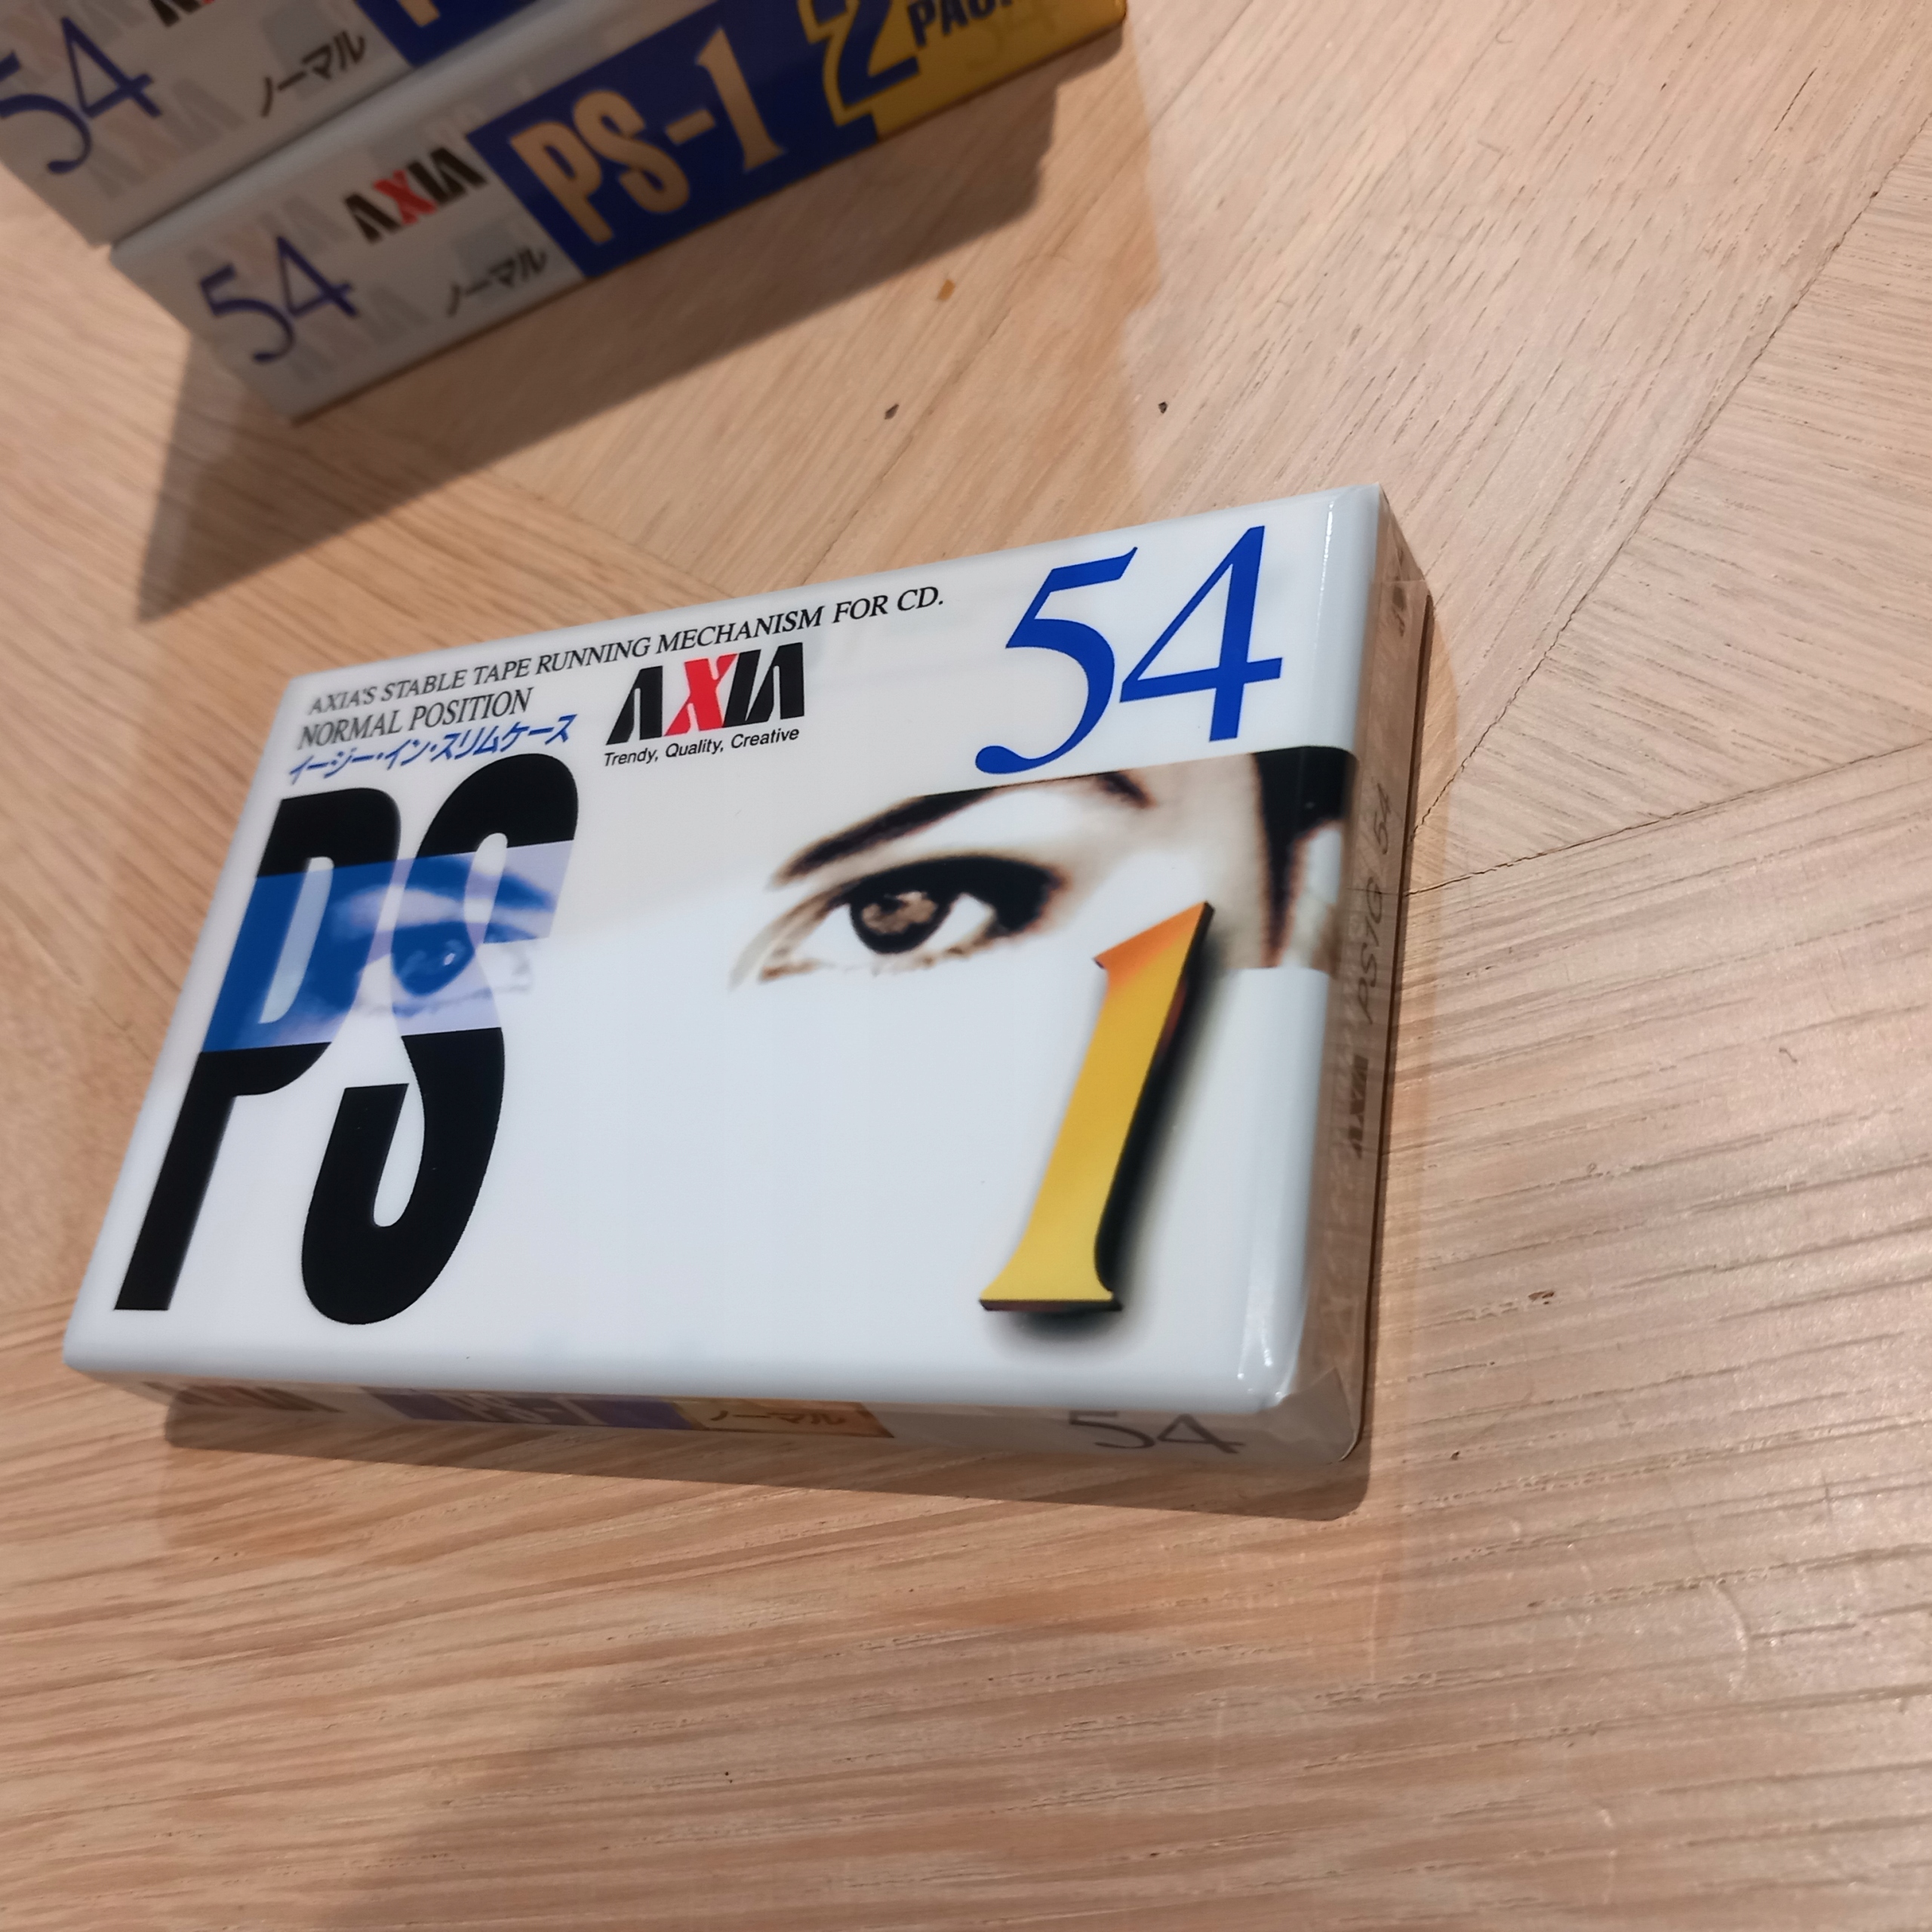 54
ノーマル
54
AXIA
ノーマル
PS-1
2
AXIA'S STABLE TAPE RUNNING MECHANISM FOR CD.
NORMAL POSITION
イージー・イン・スリムケース
AXIA
Trendy, Quality, Creative
54
PS
1
ノーマル
54
AXIA